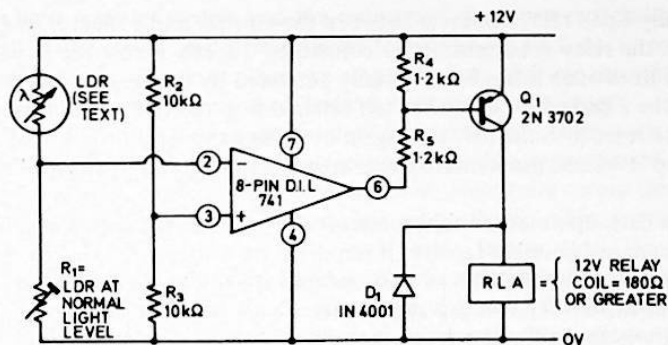 + 12V
LDR
(SEE
TEXT)
λ
R2
10kΩ
R4
1·2kΩ
Q1
2N 3702
R5
1·2kΩ
7
2
8-PIN D.I.L
741
6
3
4
−
+
R1=
LDR AT
NORMAL
LIGHT
LEVEL
R3
10kΩ
D1
IN 4001
RLA
=
12V RELAY
COIL = 180Ω
OR GREATER
0V